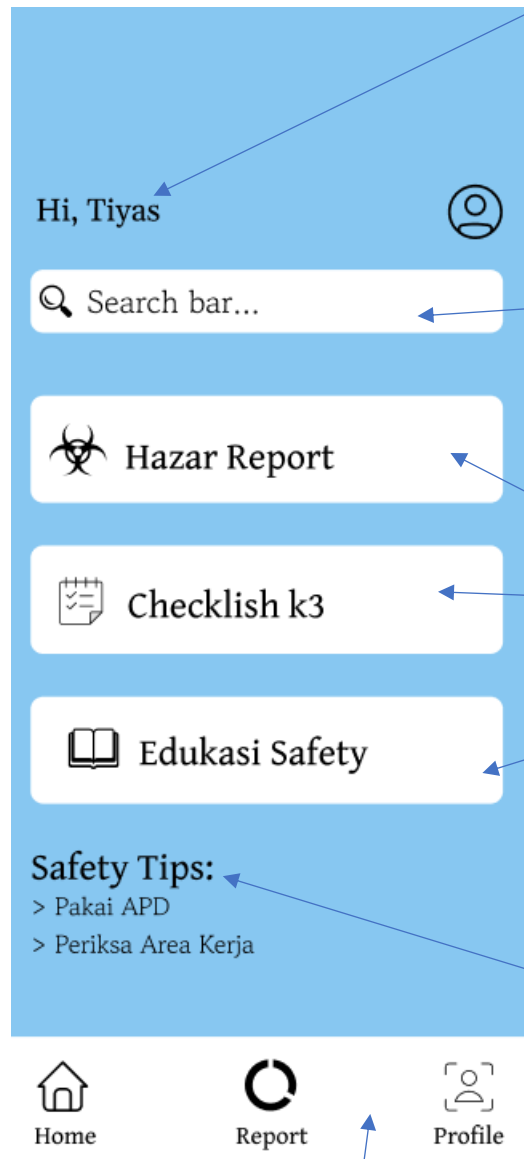 Hi, Tiyas
Search bar...
Hazar Report
Checklish k3
Edukasi Safety
Safety Tips:
> Pakai APD
> Periksa Area Kerja
Home Report Profile